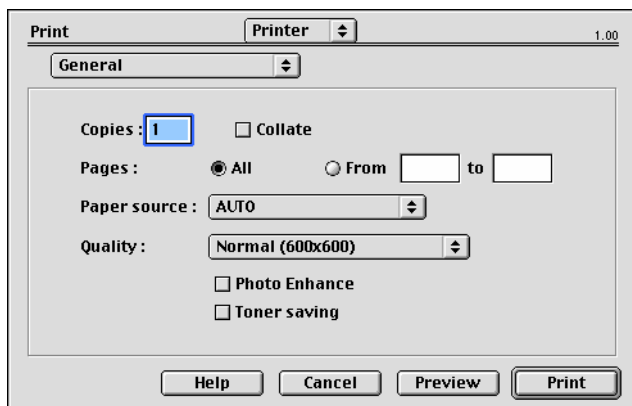 Print Printer 1.00
General
Copies : 1 Collate
Pages : All From to
Paper source : AUTO
Quality : Normal (600x600)
Photo Enhance
Toner saving
Help Cancel Preview Print